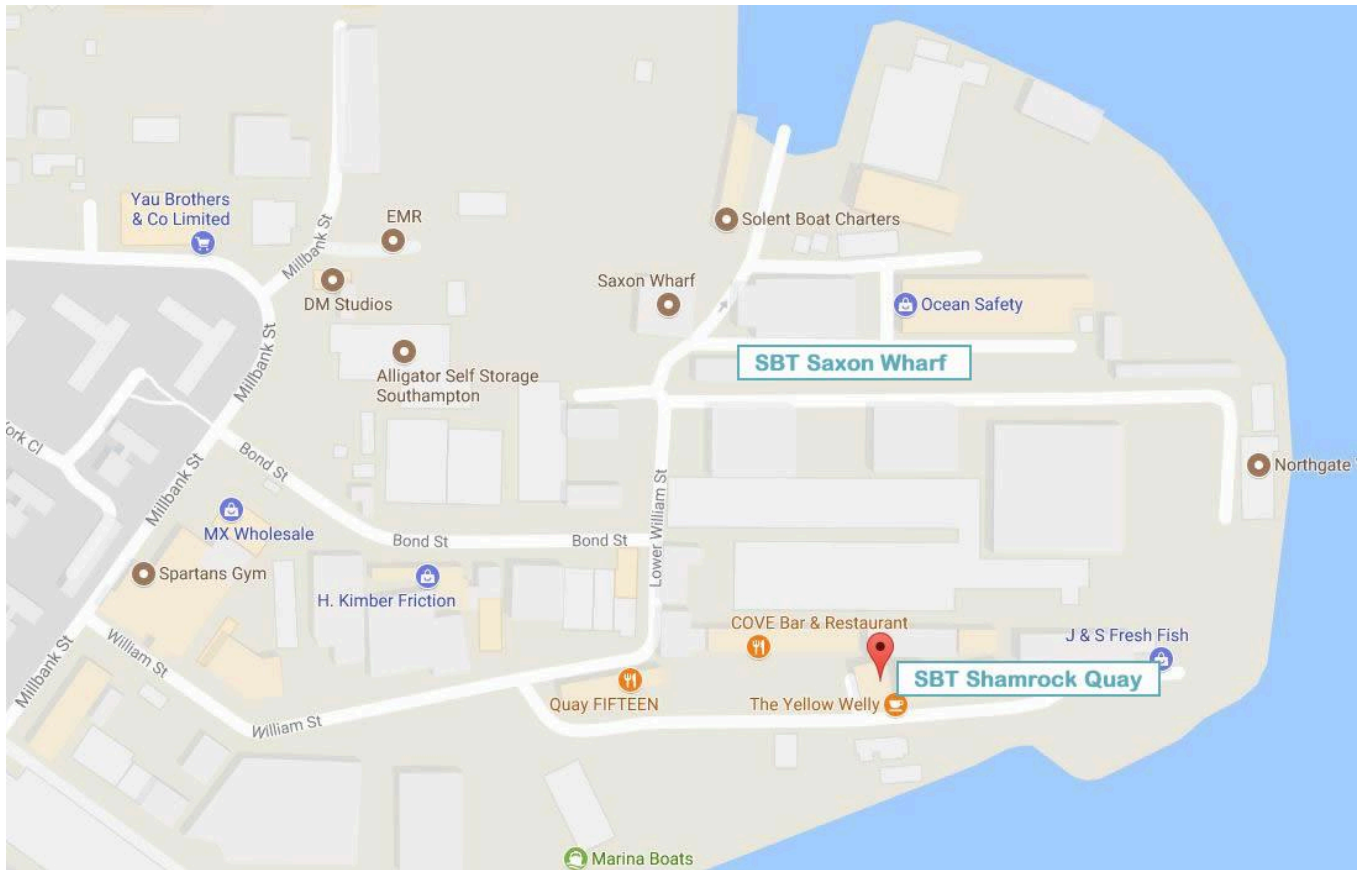 Yau Brothers
& Co Limited
EMR
Millbank St
Solent Boat Charters
DM Studios
Saxon Wharf
Ocean Safety
Millbank St
SBT Saxon Wharf
Alligator Self Storage
Southampton
York Cl
Bond St
Millbank St
Northgate
MX Wholesale
Bond St
Bond St
Lower William St
Spartans Gym
H. Kimber Friction
COVE Bar & Restaurant
J & S Fresh Fish
Millbank St
William St
SBT Shamrock Quay
Quay FIFTEEN
The Yellow Welly
William St
Marina Boats